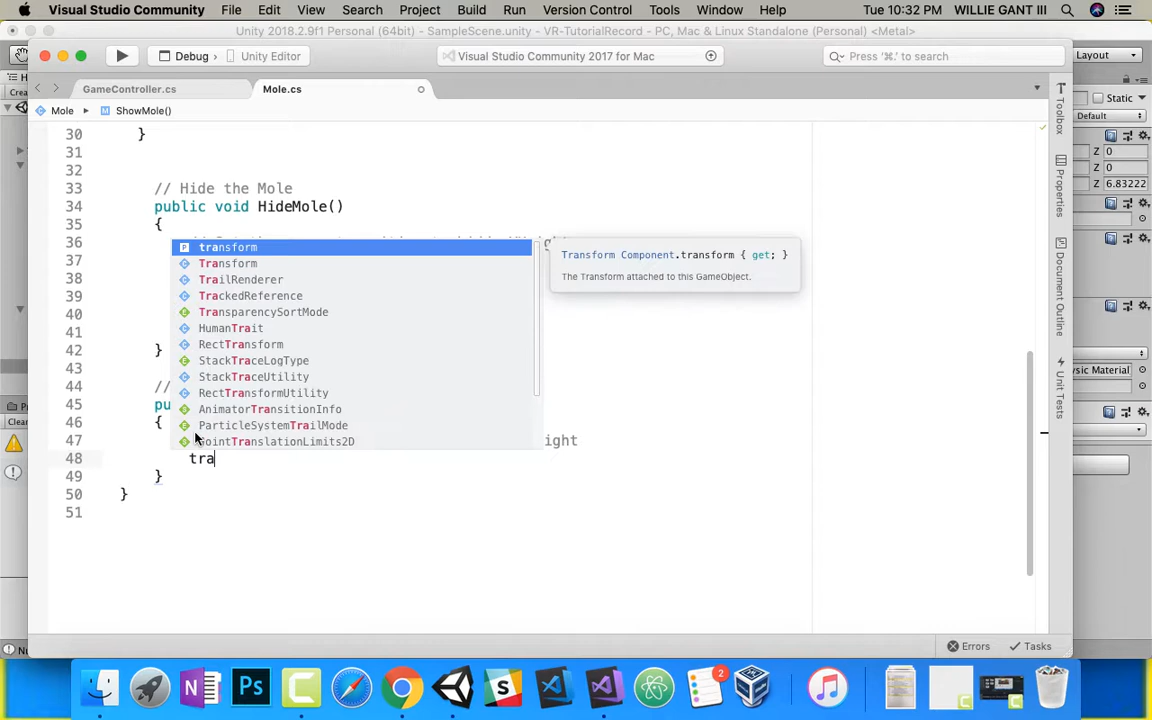 Visual Studio Community File Edit View Search Project Build Run Version Control Tools Window Help 10:32 PM WILLIE GANT III
Unity 2018.2.9f1 Personal (64bit) - SampleScene.unity - VR-TutorialRecord - PC, Mac & Linux Standalone (Personal) <Metal>
Debug Unity Editor Visual Studio Community 2017 for Mac Press '⌘.' to search Layout
GameController.cs Mole.cs Static
Mole ShowMole() Default
30 }
31
32
33 // Hide the Mole
34 public void HideMole()
35 {
36
37
38
39
40
41
42 }
43
44 //
45 pu
46 {
47 ight
48 tra
49 }
50 }
51
transform
Transform
TrailRenderer
TrackedReference
TransparencySortMode
HumanTrait
RectTransform
StackTraceLogType
StackTraceUtility
RectTransformUtility
AnimatorTransitionInfo
ParticleSystemTrailMode
JointTranslationLimits2D
Transform Component.transform { get; }
The Transform attached to this GameObject.
Toolbox
Properties
Document Outline
Unit Tests
Z 0
Z 0
Z 6.83222
ysic Material
Crea
Clear
Errors Tasks
2